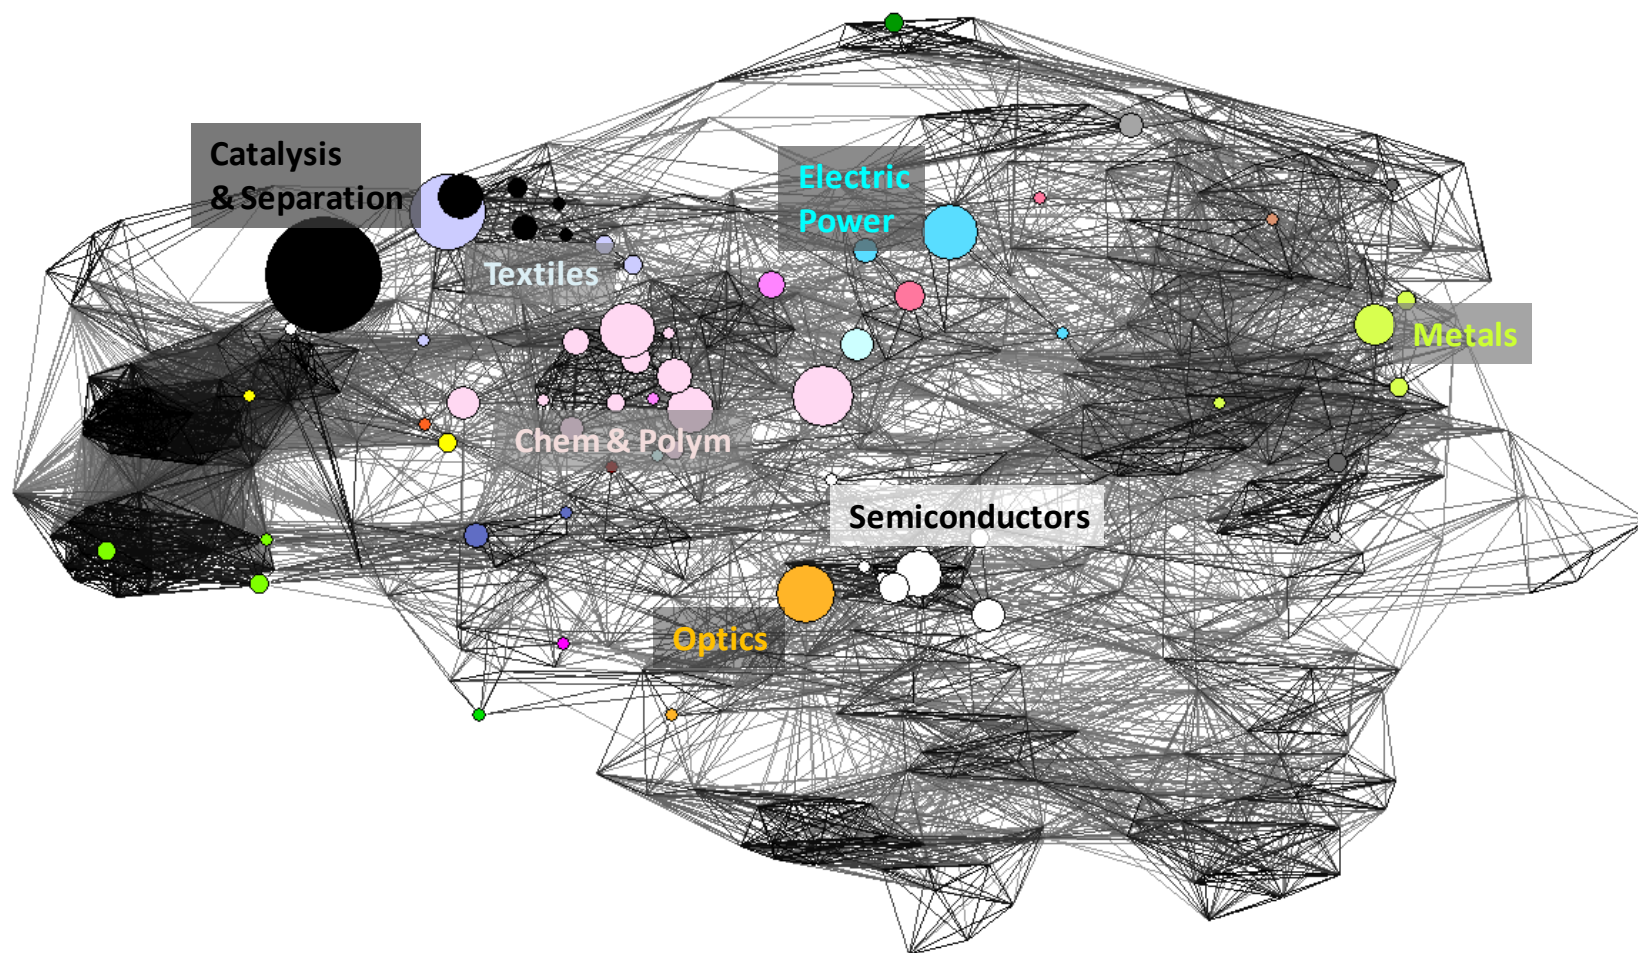 Catalysis
& Separation
Electric
Power
Textiles
Metals
Chem & Polym
Semiconductors
Optics